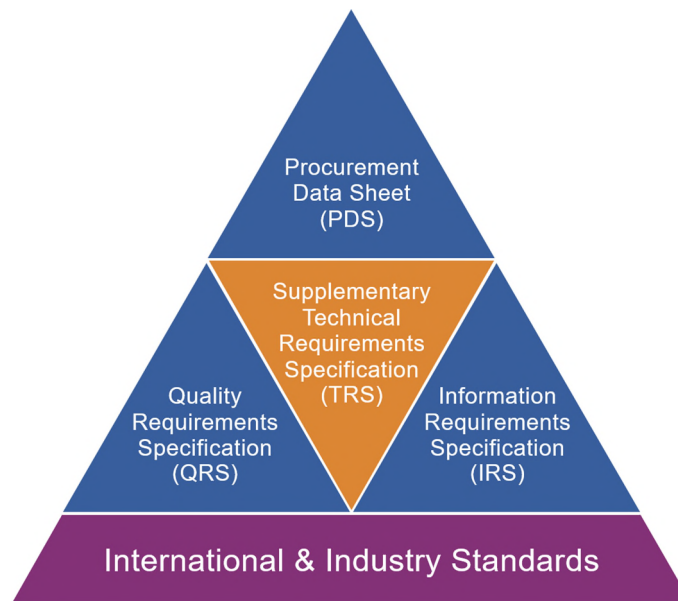 Procurement
Data Sheet
(PDS)
Supplementary
Technical
Requirements
Specification
(TRS)
Quality
Requirements
Specification
(QRS)
Information
Requirements
Specification
(IRS)
International & Industry Standards